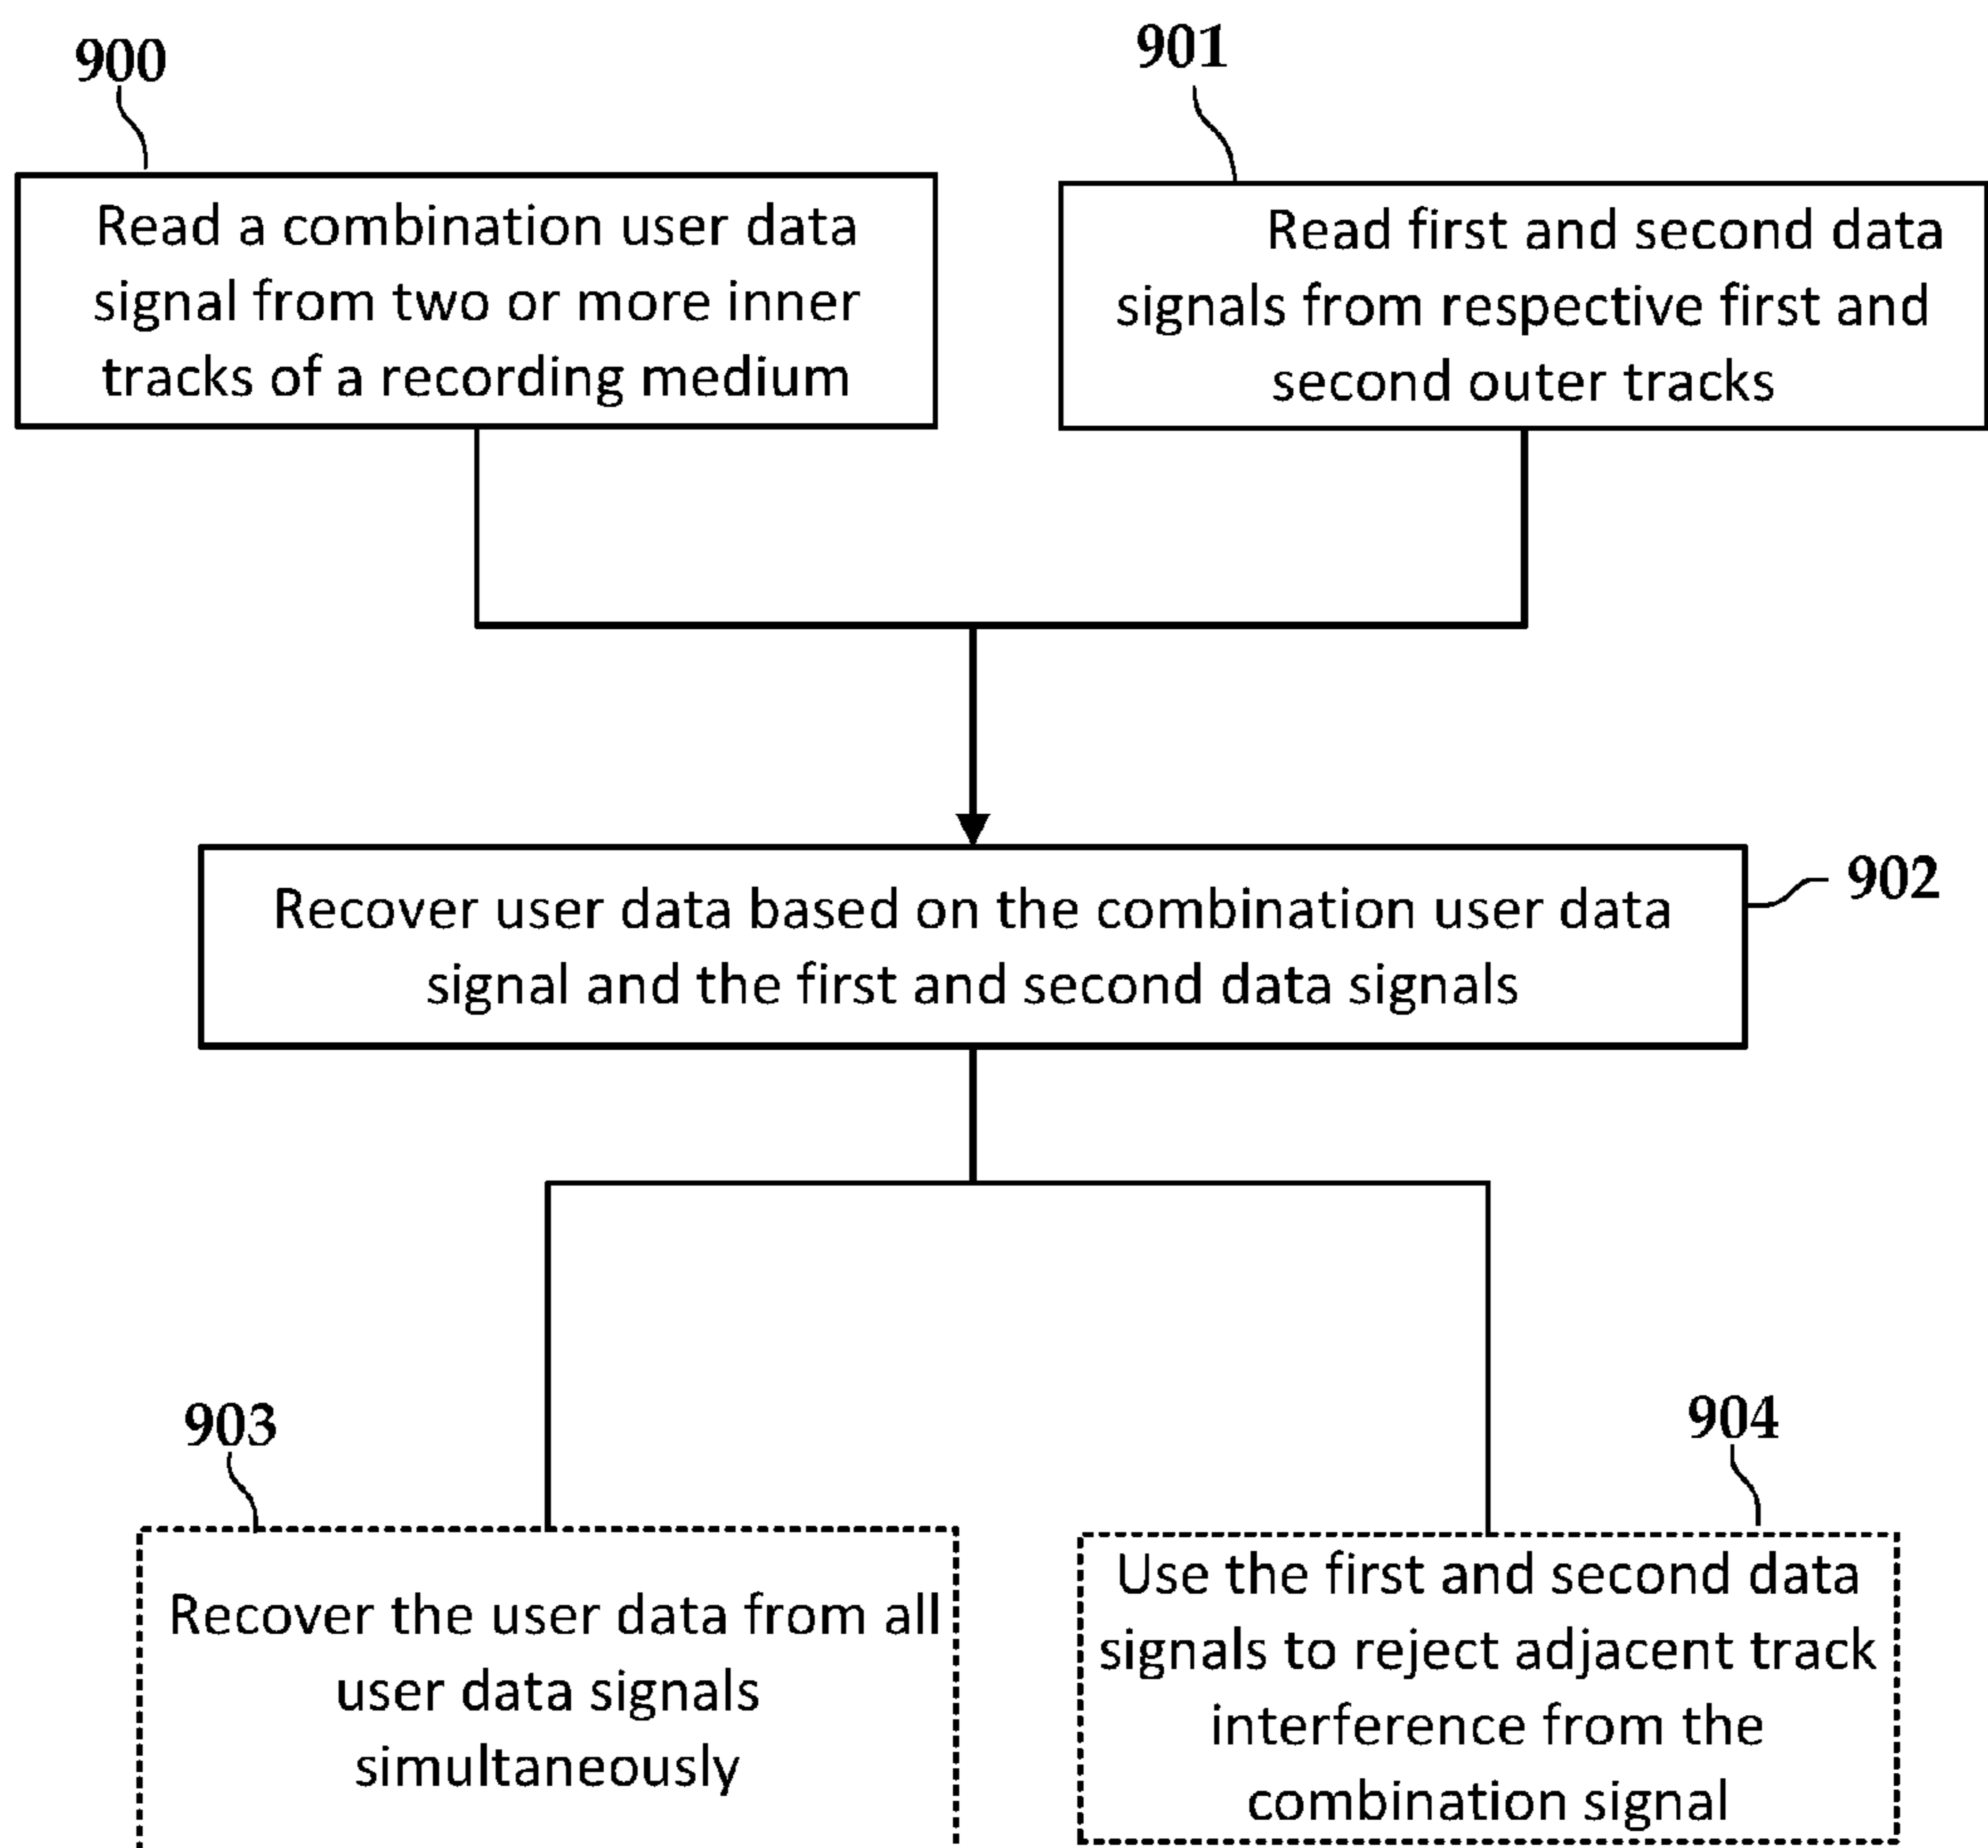 900
Read a combination user data
signal from two or more inner
tracks of a recording medium
901
Read first and second data
signals from respective first and
second outer tracks
Recover user data based on the combination user data
signal and the first and second data signals
902
903
Recover the user data from all
user data signals
simultaneously
904
Use the first and second data
signals to reject adjacent track
interference from the
combination signal